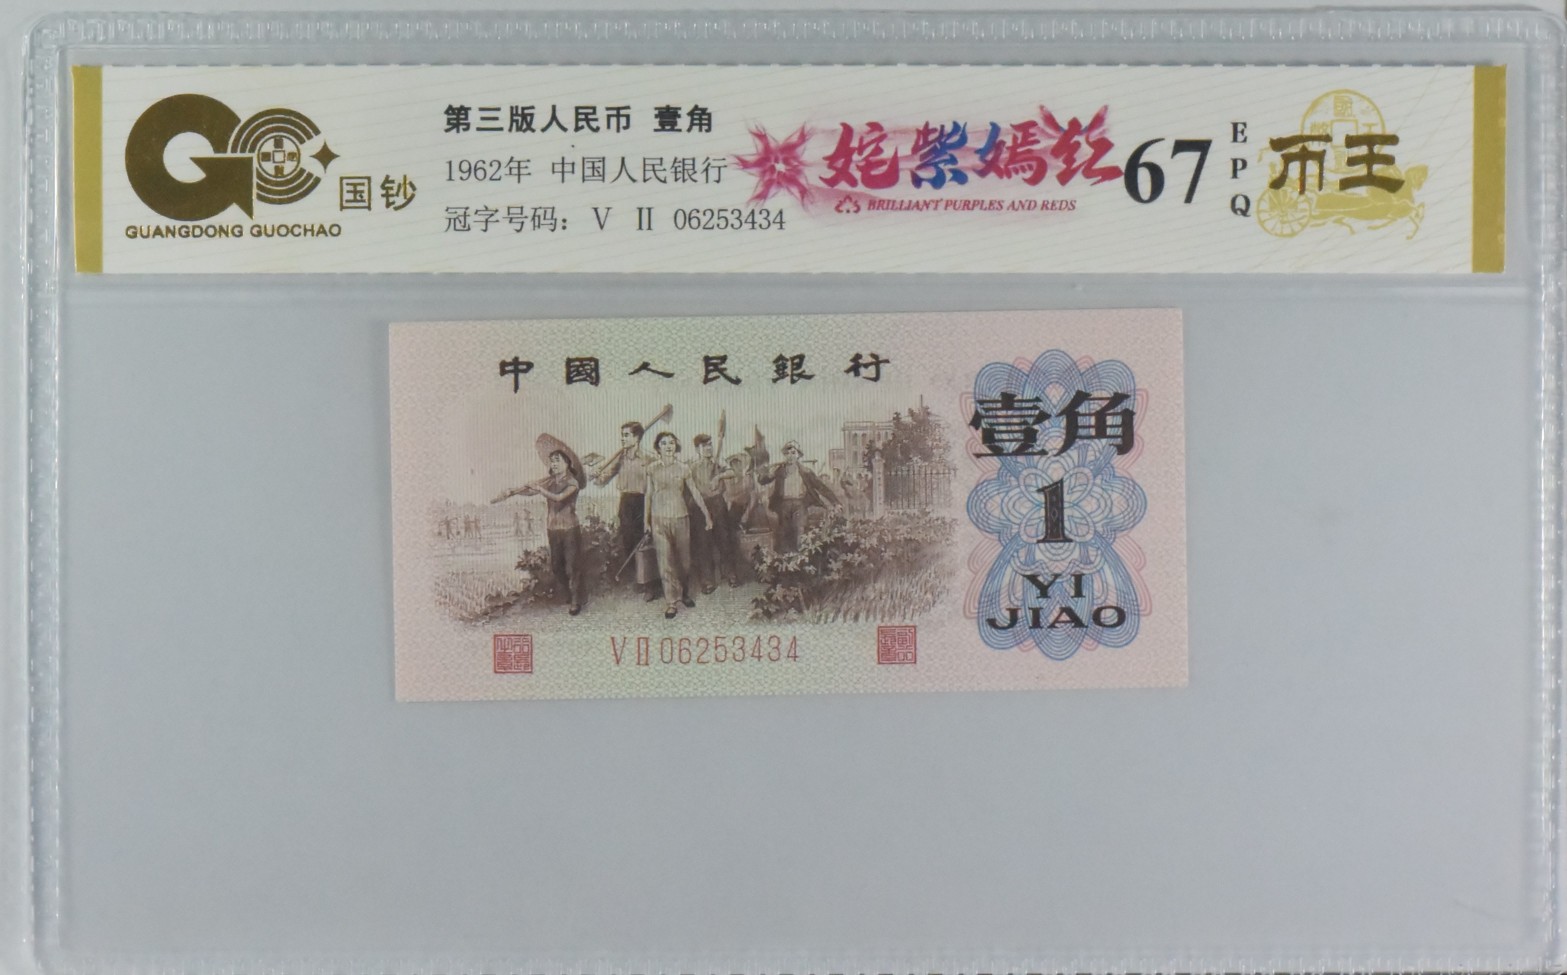 GC
国钞
GUANGDONG GUOCHAO
第三版人民币 壹角
1962年 中国人民银行
冠字号码: V Ⅱ 06253434
姹紫嫣红
BRILLIANT PURPLES AND REDS
67
EPQ
币王
中國人民銀行
壹角
1
YI
JIAO
V Ⅱ 06253434